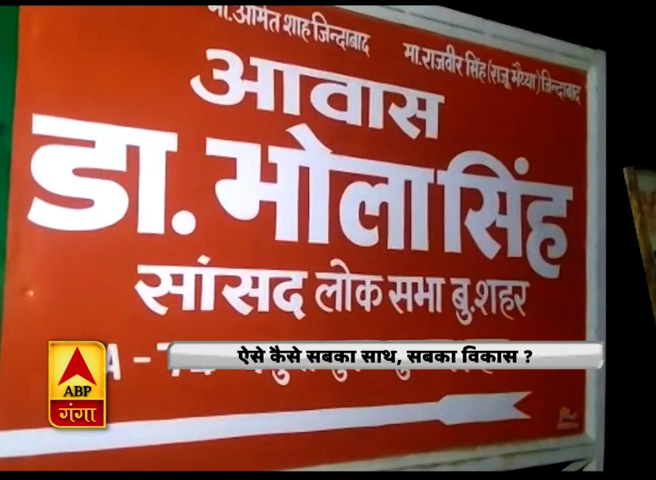 मा.अमित शाह जिन्दाबाद
मा.राजवीर सिंह(राजू भैय्या)जिन्दाबाद
आवास
डा. भोला सिंह
सांसद लोक सभा बु.शहर
ऐसे कैसे सबका साथ, सबका विकास ?
ABP
गंगा